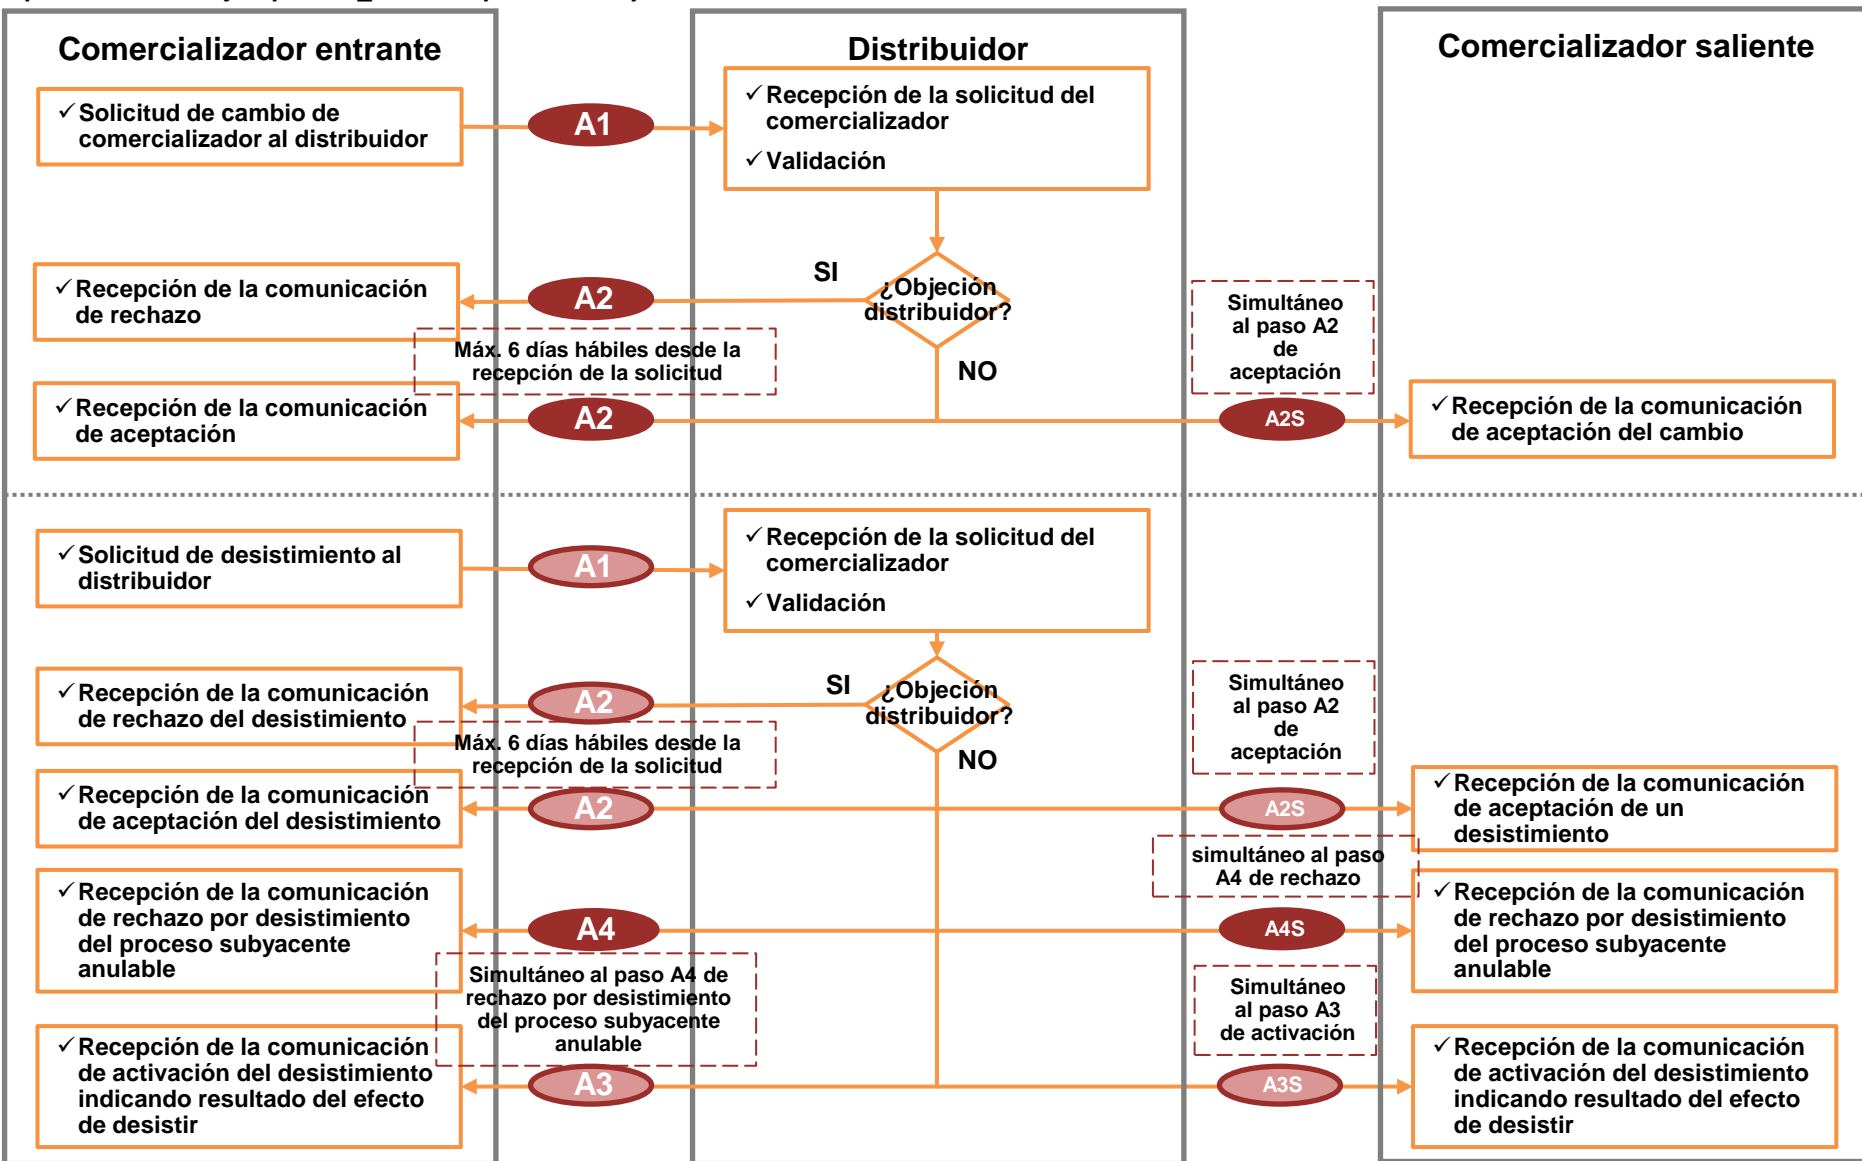 Comercializador entrante
Distribuidor
Comercializador saliente
✓ Solicitud de cambio de
comercializador al distribuidor
A1
✓ Recepción de la solicitud del
comercializador
✓ Validación
¿Objeción
distribuidor?
SI
A2
✓ Recepción de la comunicación
de rechazo
Máx. 6 días hábiles desde la
recepción de la solicitud
NO
Simultáneo
al paso A2
de
aceptación
✓ Recepción de la comunicación
de aceptación
A2
A2S
✓ Recepción de la comunicación
de aceptación del cambio
✓ Solicitud de desistimiento al
distribuidor
A1
✓ Recepción de la solicitud del
comercializador
✓ Validación
¿Objeción
distribuidor?
SI
A2
✓ Recepción de la comunicación
de rechazo del desistimiento
Máx. 6 días hábiles desde la
recepción de la solicitud
NO
Simultáneo
al paso A2
de
aceptación
✓ Recepción de la comunicación
de aceptación del desistimiento
A2
A2S
✓ Recepción de la comunicación
de aceptación de un
desistimiento
simultáneo al paso
A4 de rechazo
✓ Recepción de la comunicación
de rechazo por desistimiento
del proceso subyacente
anulable
A4
A4S
✓ Recepción de la comunicación
de rechazo por desistimiento
del proceso subyacente
anulable
Simultáneo al paso A4 de
rechazo por desistimiento
del proceso subyacente
anulable
Simultáneo
al paso A3
de activación
✓ Recepción de la comunicación
de activación del desistimiento
indicando resultado del efecto
de desistir
A3
A3S
✓ Recepción de la comunicación
de activación del desistimiento
indicando resultado del efecto
de desistir